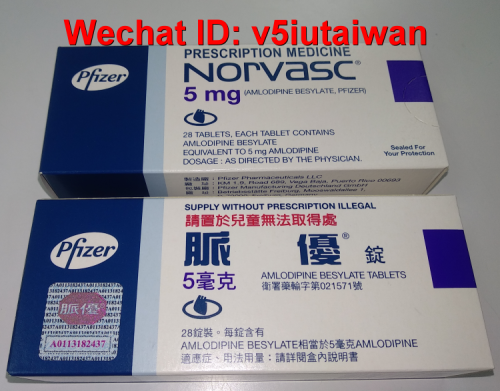 Wechat ID: v5iutaiwan
PRESCRIPTION MEDICINE
Pfizer
NORVASC®
5 mg (AMLODIPINE BESYLATE, PFIZER)
28 TABLETS, EACH TABLET CONTAINS
AMLODIPINE BESYLATE
EQUIVALENT TO 5 mg AMLODIPINE
DOSAGE : AS DIRECTED BY THE PHYSICIAN.
Sealed for
Your Protection
製造廠: Pfizer Pharmaceuticals LLC
KM 1.9, Road 689, Vega Baja, Puerto Rico 00693
Pfizer Manufacturing Deutschland GmbH
Betriebsstätte Freiburg, Mooswaldallee 1,
SUPPLY WITHOUT PRESCRIPTION ILLEGAL
請置於兒童無法取得處
Pfizer
脈優®錠
5毫克
AMLODIPINE BESYLATE TABLETS
衛署藥輸字第021571號
脈優
A0113182437
28錠裝。每錠含有
AMLODIPINE BESYLATE相當於5毫克AMLODIPINE
適應症、用法用量：請詳閱盒內說明書